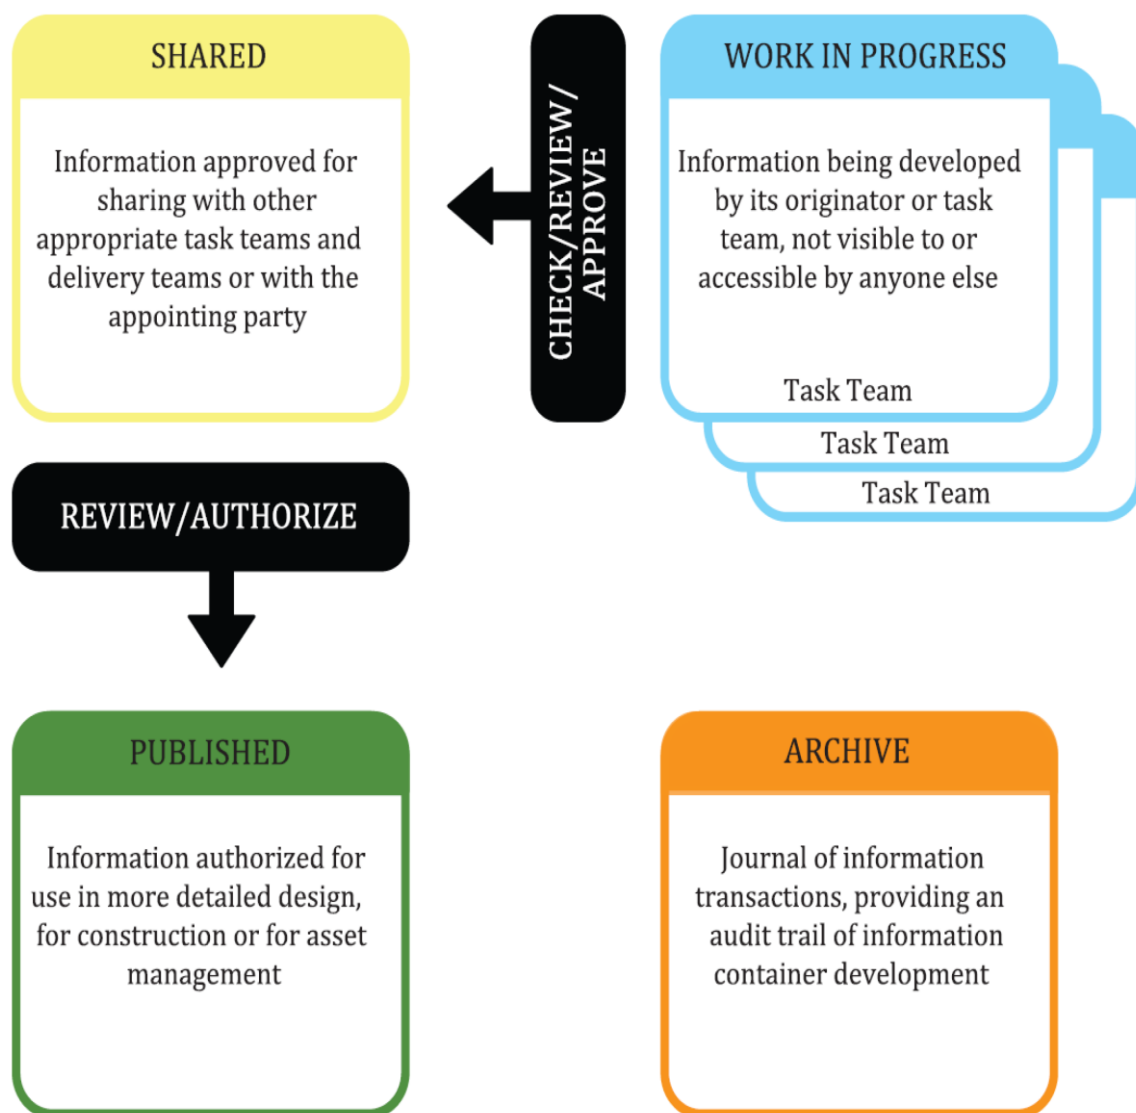 SHARED
Information approved for
sharing with other
appropriate task teams and
delivery teams or with the
appointing party
CHECK/REVIEW/
APPROVE
WORK IN PROGRESS
Information being developed
by its originator or task
team, not visible to or
accessible by anyone else
Task Team
Task Team
Task Team
REVIEW/AUTHORIZE
PUBLISHED
Information authorized for
use in more detailed design,
for construction or for asset
management
ARCHIVE
Journal of information
transactions, providing an
audit trail of information
container development